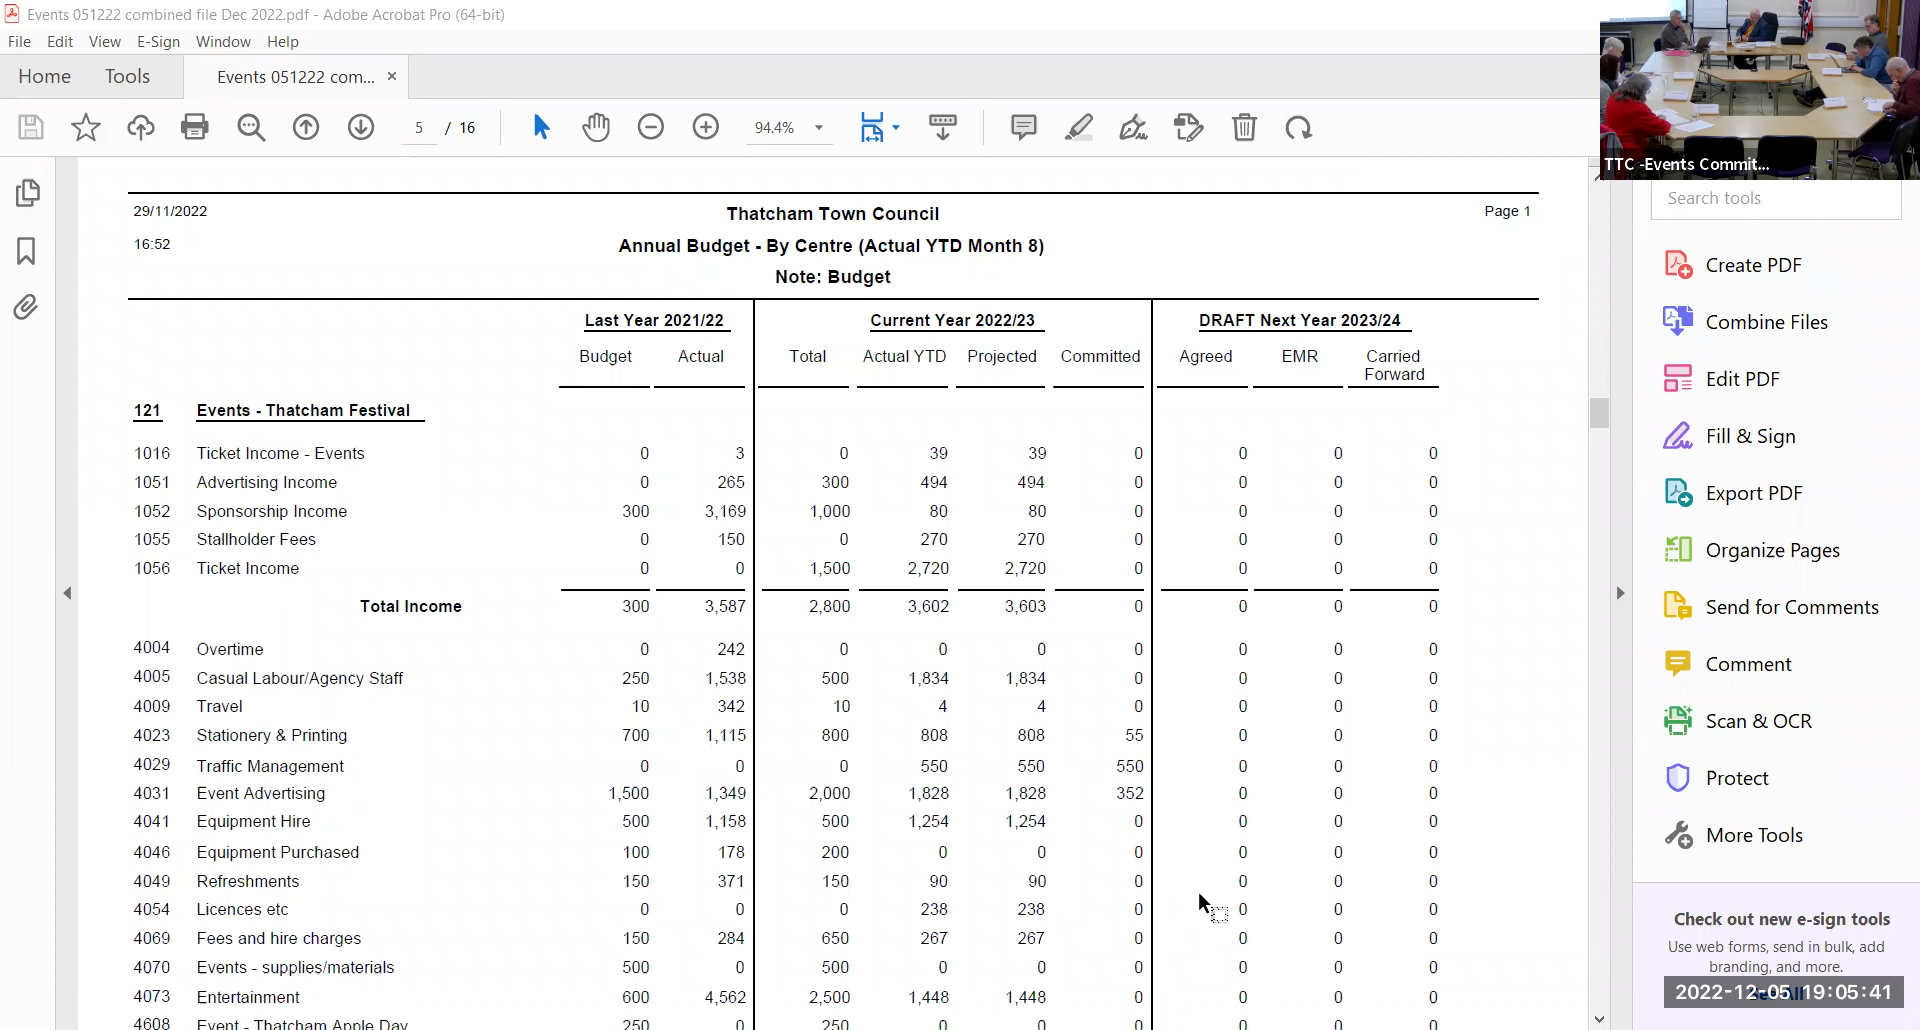 Events 051222 combined file Dec 2022.pdf - Adobe Acrobat Pro (64-bit)
File Edit View E-Sign Window Help
Home Tools Events 051222 com... ×
5 / 16 94.4%
TTC -Events Commit...
Search tools
Create PDF
Combine Files
Edit PDF
Fill & Sign
Export PDF
Organize Pages
Send for Comments
Comment
Scan & OCR
Protect
More Tools
Check out new e-sign tools
Use web forms, send in bulk, add
branding, and more.
2022-12-05 19:05:41
29/11/2022 Thatcham Town Council Page 1
16:52 Annual Budget - By Centre (Actual YTD Month 8)
Note: Budget
Last Year 2021/22 Current Year 2022/23 DRAFT Next Year 2023/24
Budget Actual Total Actual YTD Projected Committed Agreed EMR Carried
Forward
121 Events - Thatcham Festival
1016 Ticket Income - Events 0 3 0 39 39 0 0 0 0
1051 Advertising Income 0 265 300 494 494 0 0 0 0
1052 Sponsorship Income 300 3,169 1,000 80 80 0 0 0 0
1055 Stallholder Fees 0 150 0 270 270 0 0 0 0
1056 Ticket Income 0 0 1,500 2,720 2,720 0 0 0 0
Total Income 300 3,587 2,800 3,602 3,603 0 0 0 0
4004 Overtime 0 242 0 0 0 0 0 0 0
4005 Casual Labour/Agency Staff 250 1,538 500 1,834 1,834 0 0 0 0
4009 Travel 10 342 10 4 4 0 0 0 0
4023 Stationery & Printing 700 1,115 800 808 808 55 0 0 0
4029 Traffic Management 0 0 0 550 550 550 0 0 0
4031 Event Advertising 1,500 1,349 2,000 1,828 1,828 352 0 0 0
4041 Equipment Hire 500 1,158 500 1,254 1,254 0 0 0 0
4046 Equipment Purchased 100 178 200 0 0 0 0 0 0
4049 Refreshments 150 371 150 90 90 0 0 0 0
4054 Licences etc 0 0 0 238 238 0 0 0 0
4069 Fees and hire charges 150 284 650 267 267 0 0 0 0
4070 Events - supplies/materials 500 0 500 0 0 0 0 0 0
4073 Entertainment 600 4,562 2,500 1,448 1,448 0 0 0 0
4608 Event - Thatcham Apple Day 250 0 250 0 0 0 0 0 0